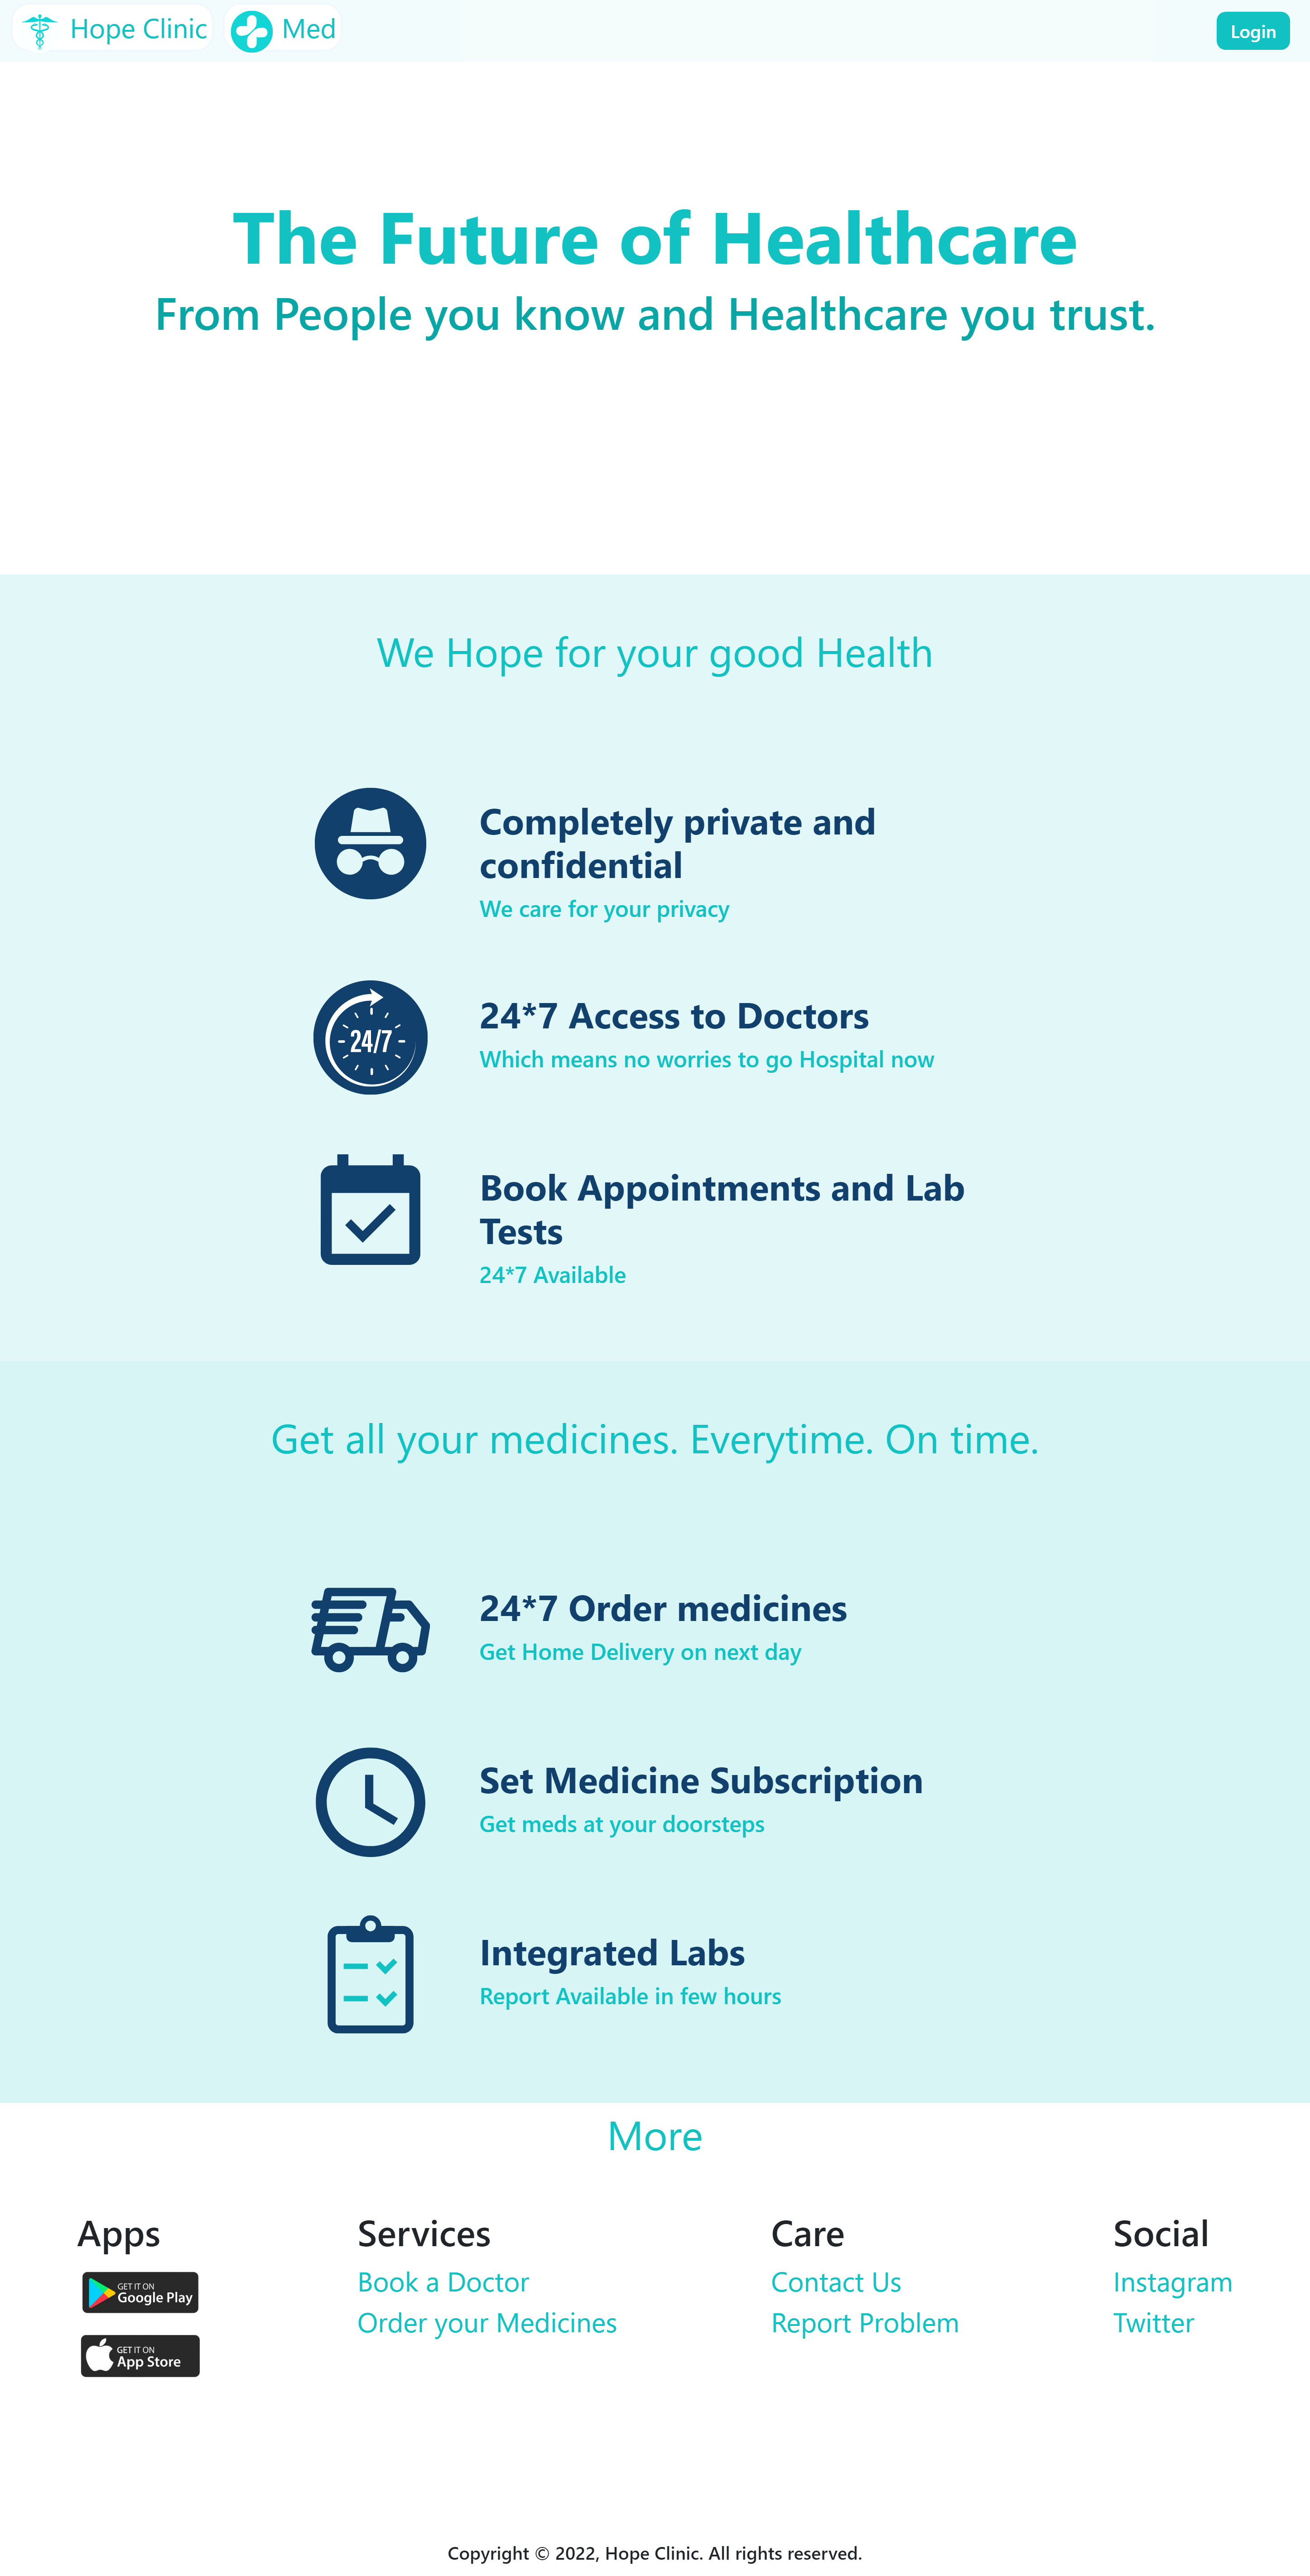 Hope Clinic
Med
Login
The Future of Healthcare
From People you know and Healthcare you trust.
We Hope for your good Health
Completely private and
confidential
We care for your privacy
24/7
24*7 Access to Doctors
Which means no worries to go Hospital now
Book Appointments and Lab
Tests
24*7 Available
Get all your medicines. Everytime. On time.
24*7 Order medicines
Get Home Delivery on next day
Set Medicine Subscription
Get meds at your doorsteps
Integrated Labs
Report Available in few hours
More
Apps
GET IT ON
Google Play
GET IT ON
App Store
Services
Book a Doctor
Order your Medicines
Care
Contact Us
Report Problem
Social
Instagram
Twitter
Copyright © 2022, Hope Clinic. All rights reserved.